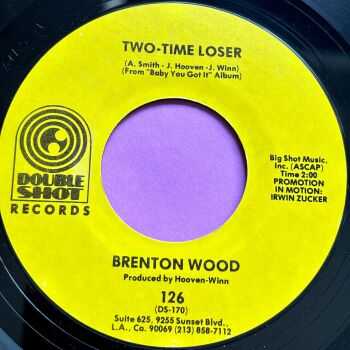 TWO-TIME LOSER
(A. Smith - J. Hooven -J. Winn)
(From "Baby You Got It" Album)
DOUBLE
SHOT
RECORDS
Big Shot Music,
Inc. (ASCAP)
Time 2:00
PROMOTION
IN MOTION:
IRWIN ZUCKER
BRENTON WOOD
Produced by Hooven-Winn
126
(DS-170)
Suite 625, 9255 Sunset Blvd.,
L.A., Ca. 90069 (213) 858-7112